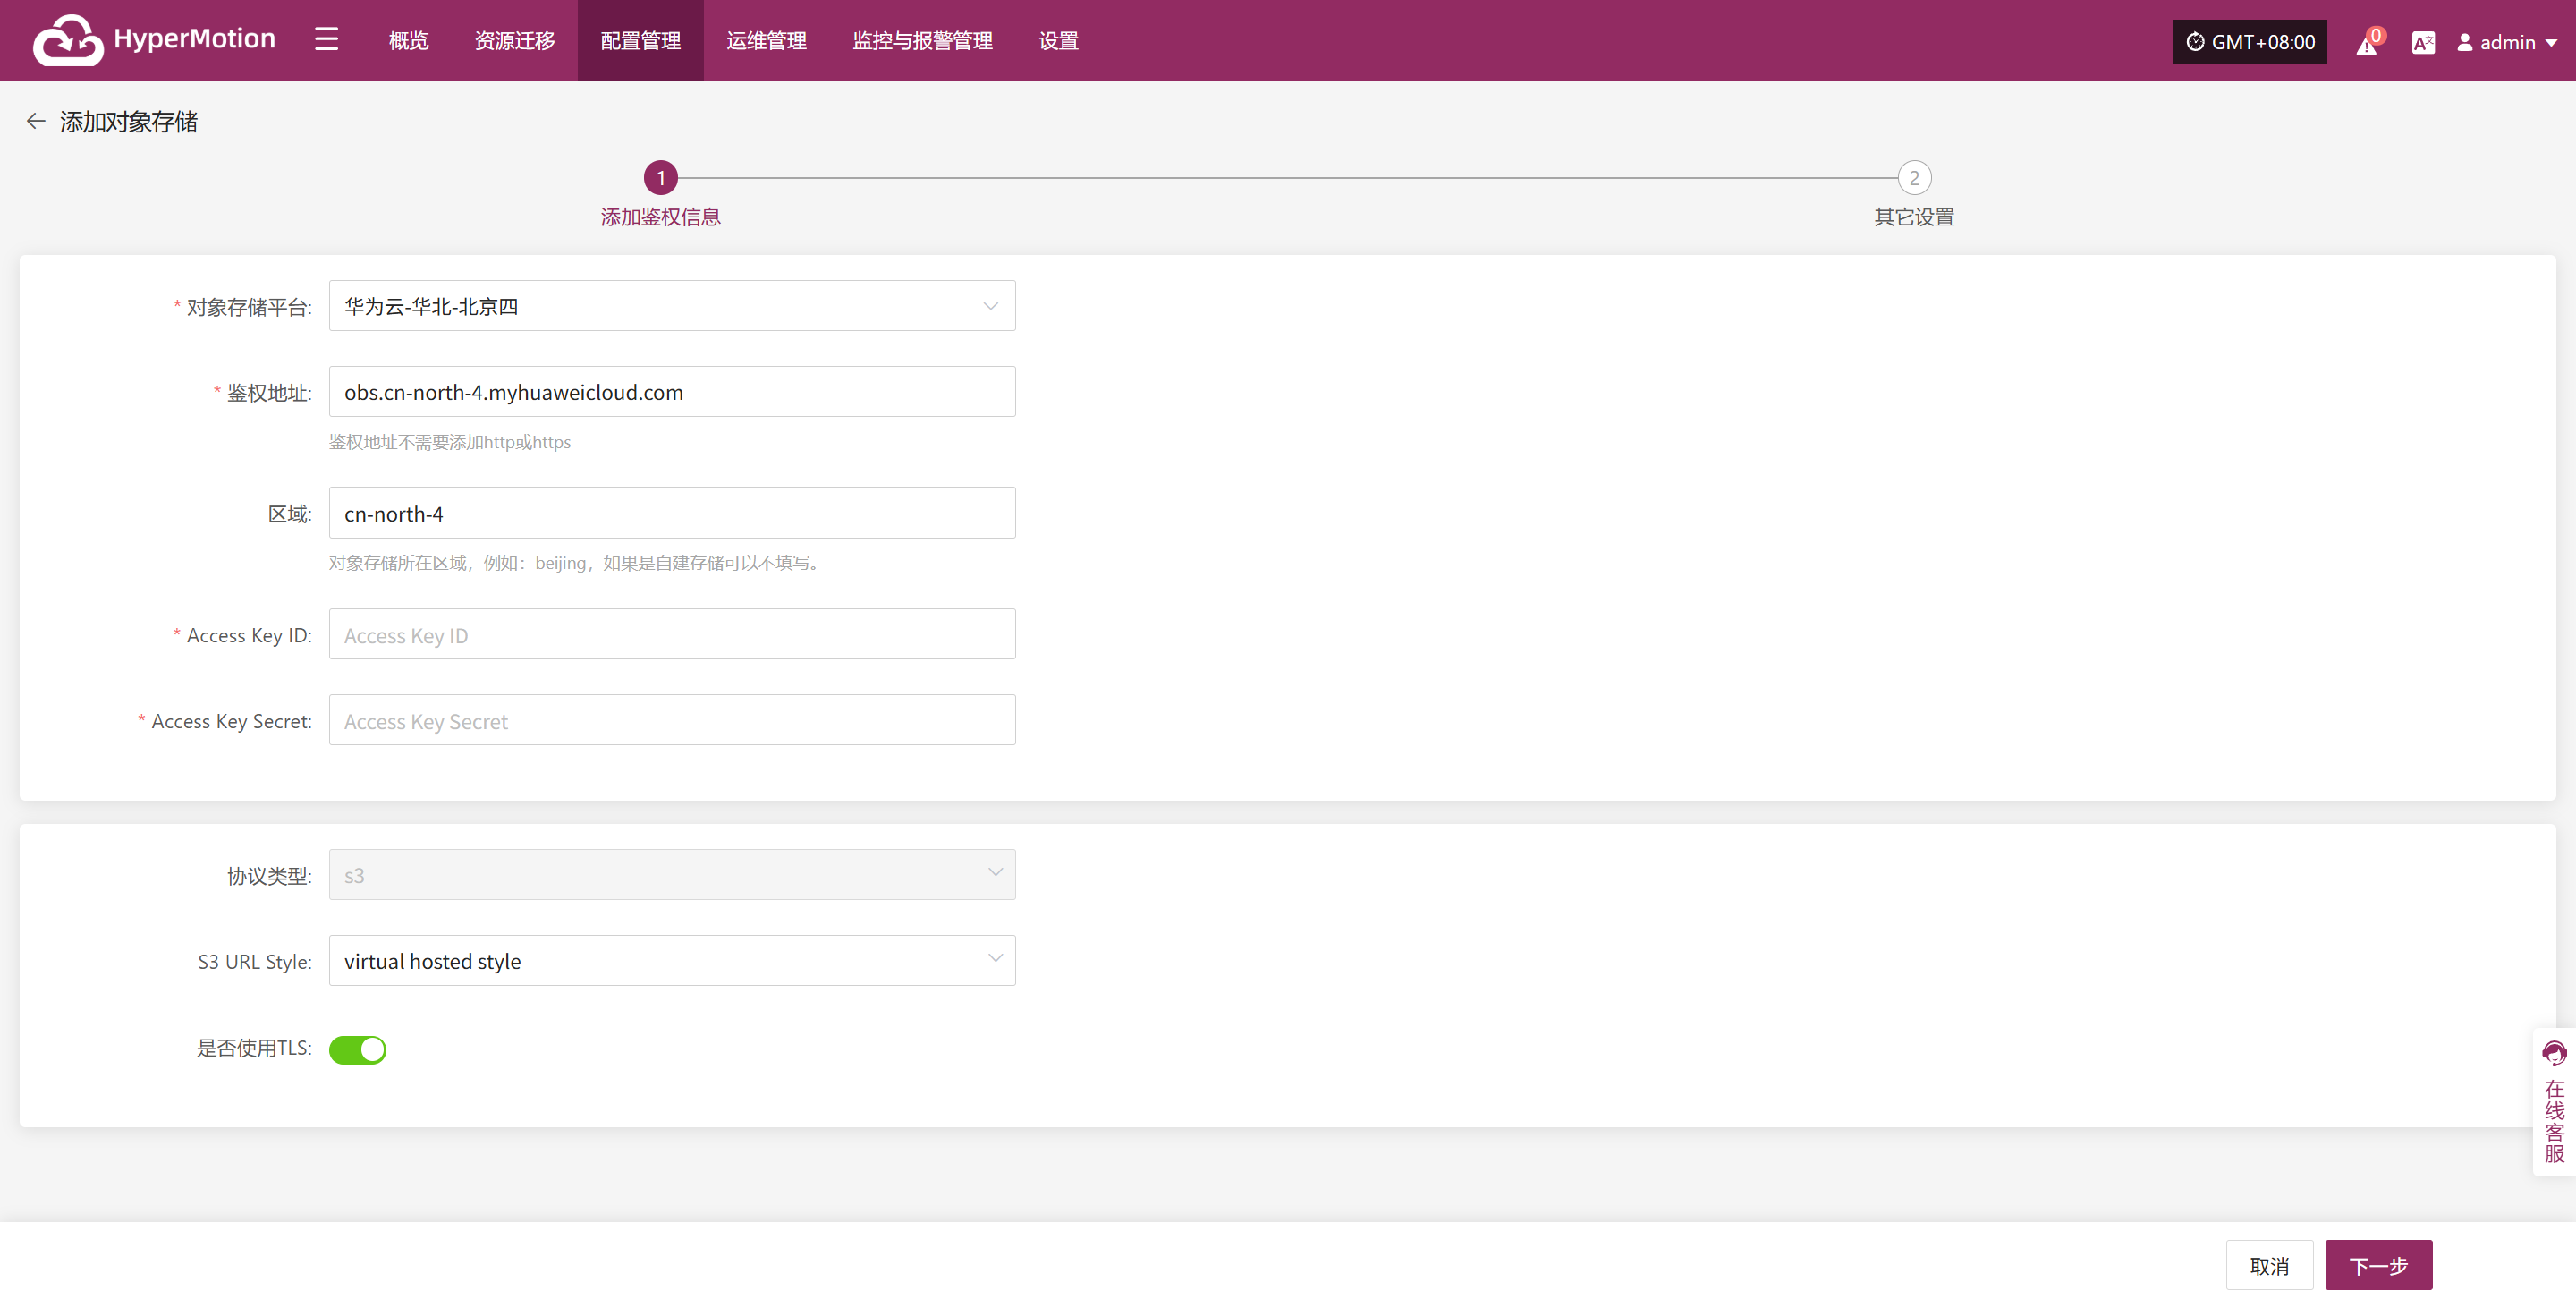 HyperMotion 概览 资源迁移 配置管理 运维管理 监控与报警管理 设置 GMT+08:00 0 admin
添加对象存储
1 2
添加鉴权信息 其它设置
* 对象存储平台: 华为云-华北-北京四
* 鉴权地址: obs.cn-north-4.myhuaweicloud.com
鉴权地址不需要添加http或https
区域: cn-north-4
对象存储所在区域，例如：beijing，如果是自建存储可以不填写。
* Access Key ID: Access Key ID
* Access Key Secret: Access Key Secret
协议类型: s3
S3 URL Style: virtual hosted style
是否使用TLS:
在线客服
取消 下一步